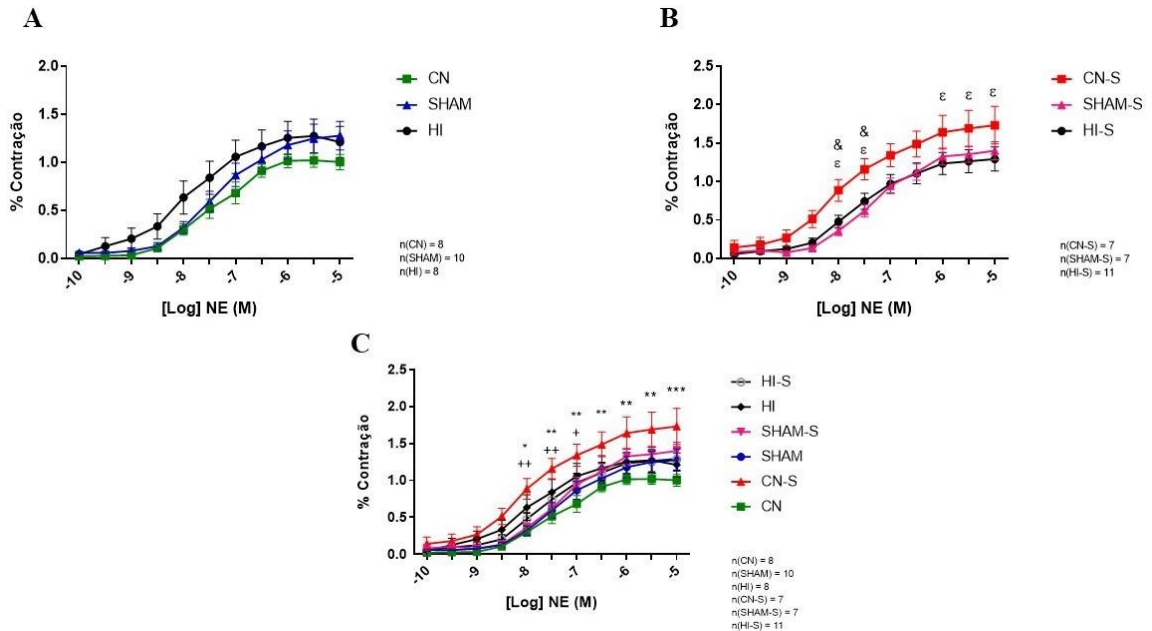 A
% Contração
2.0
1.5
1.0
0.5
0.0
-10
-9
-8
-7
-6
-5
[Log] NE (M)
CN
SHAM
HI
n(CN) = 8
n(SHAM) = 10
n(HI) = 8
B
% Contração
2.5
2.0
1.5
1.0
0.5
0.0
& & ε ε ε
ε ε
-10
-9
-8
-7
-6
-5
[Log] NE (M)
CN-S
SHAM-S
HI-S
n(CN-S) = 7
n(SHAM-S) = 7
n(HI-S) = 11
C
% Contração
2.5
2.0
1.5
1.0
0.5
0.0
* ** ** ** ** ** ***
++ ++ +
-10
-9
-8
-7
-6
-5
[Log] NE (M)
HI-S
HI
SHAM-S
SHAM
CN-S
CN
n(CN) = 8
n(SHAM) = 10
n(HI) = 8
n(CN-S) = 7
n(SHAM-S) = 7
n(HI-S) = 11